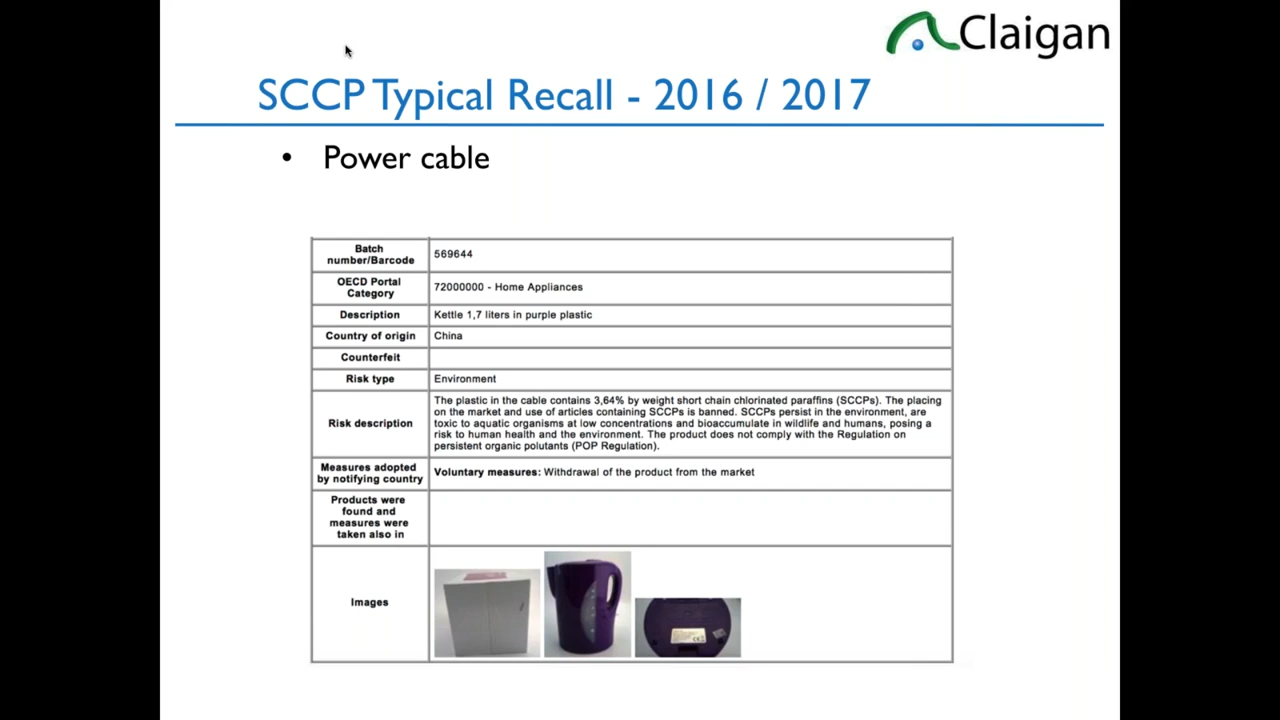 Claigan
SCCP Typical Recall - 2016 / 2017
• Power cable
Batch
number/Barcode
569644
OECD Portal
Category
72000000 - Home Appliances
Description
Kettle 1,7 liters in purple plastic
Country of origin
China
Counterfeit
Risk type
Environment
Risk description
The plastic in the cable contains 3,64% by weight short chain chlorinated paraffins (SCCPs). The placing
on the market and use of articles containing SCCPs is banned. SCCPs persist in the environment, are
toxic to aquatic organisms at low concentrations and bioaccumulate in wildlife and humans, posing a
risk to human health and the environment. The product does not comply with the Regulation on
persistent organic polutants (POP Regulation).
Measures adopted
by notifying country
Voluntary measures: Withdrawal of the product from the market
Products were
found and
measures were
taken also in
Images